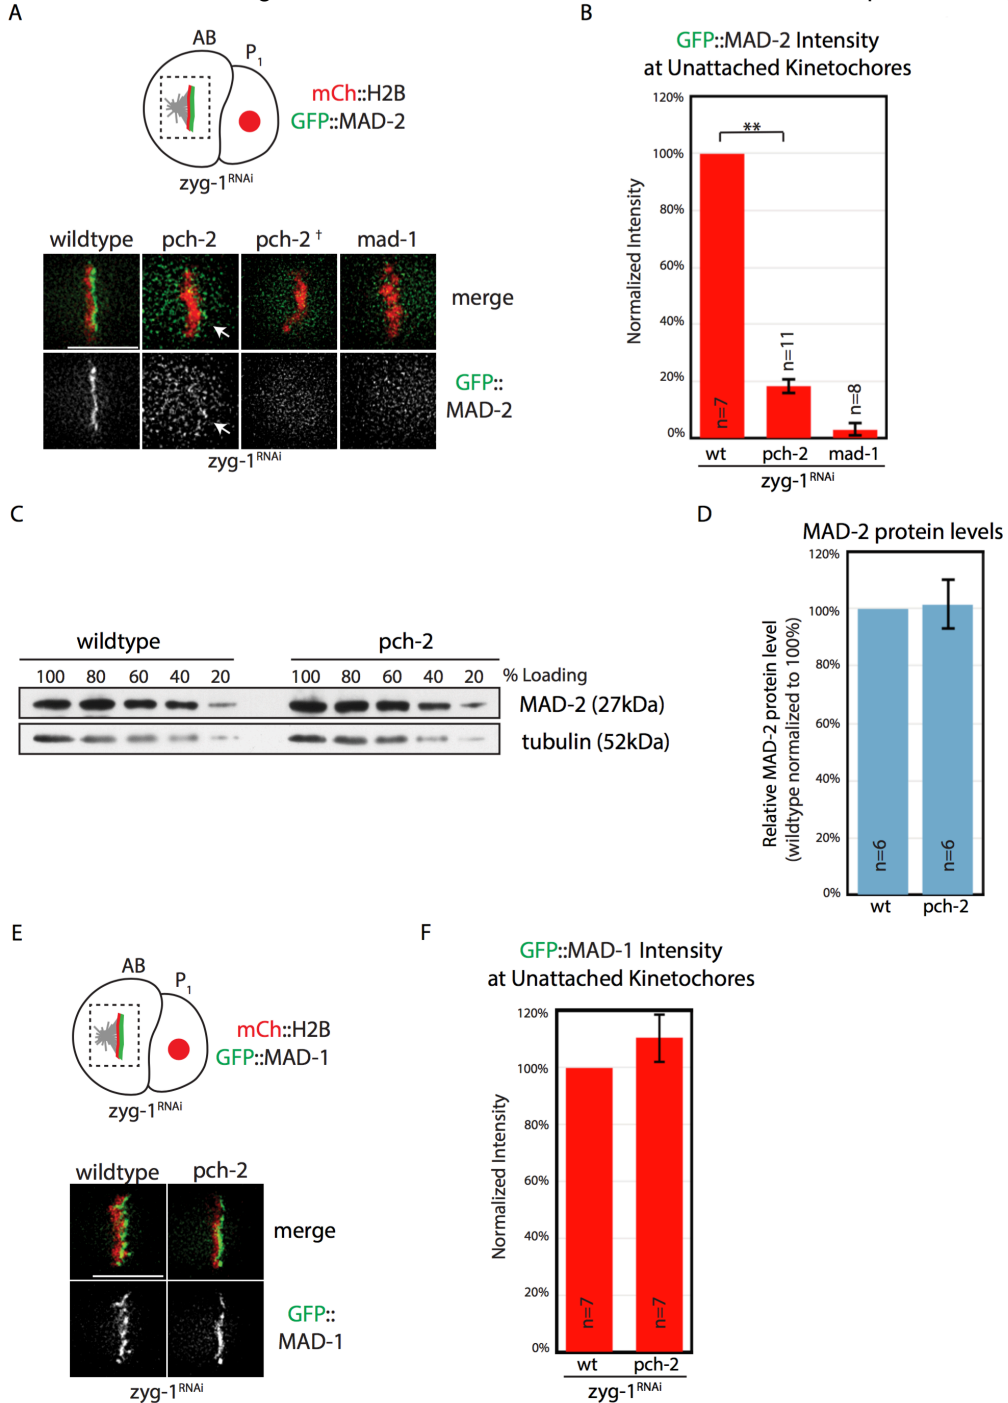 A
AB
P1
mCh::H2B
GFP::MAD-2
zyg-1RNAi
wildtype pch-2 pch-2 † mad-1
merge
GFP::
MAD-2
zyg-1RNAi
B
GFP::MAD-2 Intensity
at Unattached Kinetochores
Normalized Intensity
120%
100%
80%
60%
40%
20%
0%
**
n=7
n=11
n=8
wt pch-2 mad-1
zyg-1RNAi
C
wildtype pch-2
100 80 60 40 20 100 80 60 40 20 % Loading
MAD-2 (27kDa)
tubulin (52kDa)
D
MAD-2 protein levels
Relative MAD-2 protein level
(wildtype normalized to 100%)
120%
100%
80%
60%
40%
20%
0%
n=6
n=6
wt pch-2
E
AB
P1
mCh::H2B
GFP::MAD-1
zyg-1RNAi
wildtype pch-2
merge
GFP::
MAD-1
zyg-1RNAi
F
GFP::MAD-1 Intensity
at Unattached Kinetochores
Normalized Intensity
120%
100%
80%
60%
40%
20%
0%
n=7
n=7
wt pch-2
zyg-1RNAi